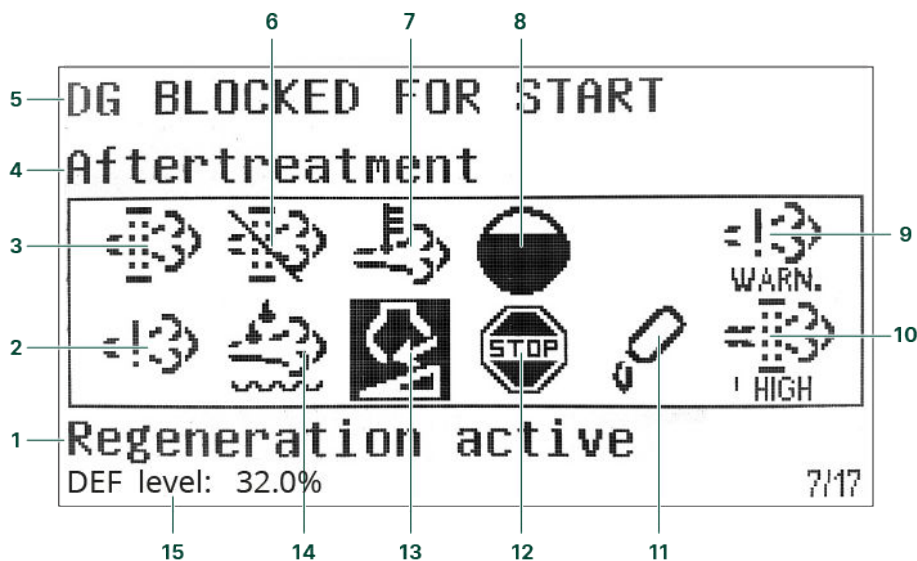 6 7 8
5 DG BLOCKED FOR START
4 Aftertreatment
3 9
WARN.
2 STOP 10
! HIGH
1 Regeneration active
DEF level: 32.0% 7/17
15 14 13 12 11